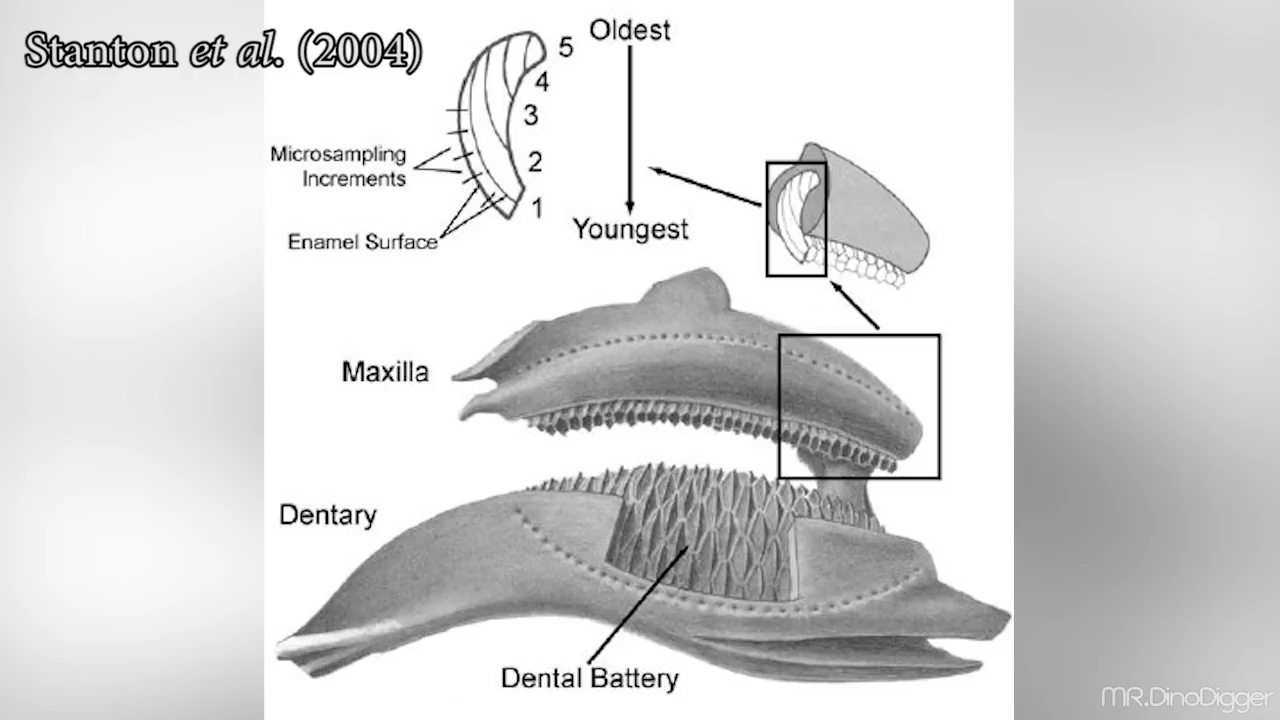 Stanton et al. (2004)
Oldest
5
4
3
2
1
Microsampling
Increments
Enamel Surface
Youngest
Maxilla
Dentary
Dental Battery
MR.DinoDigger